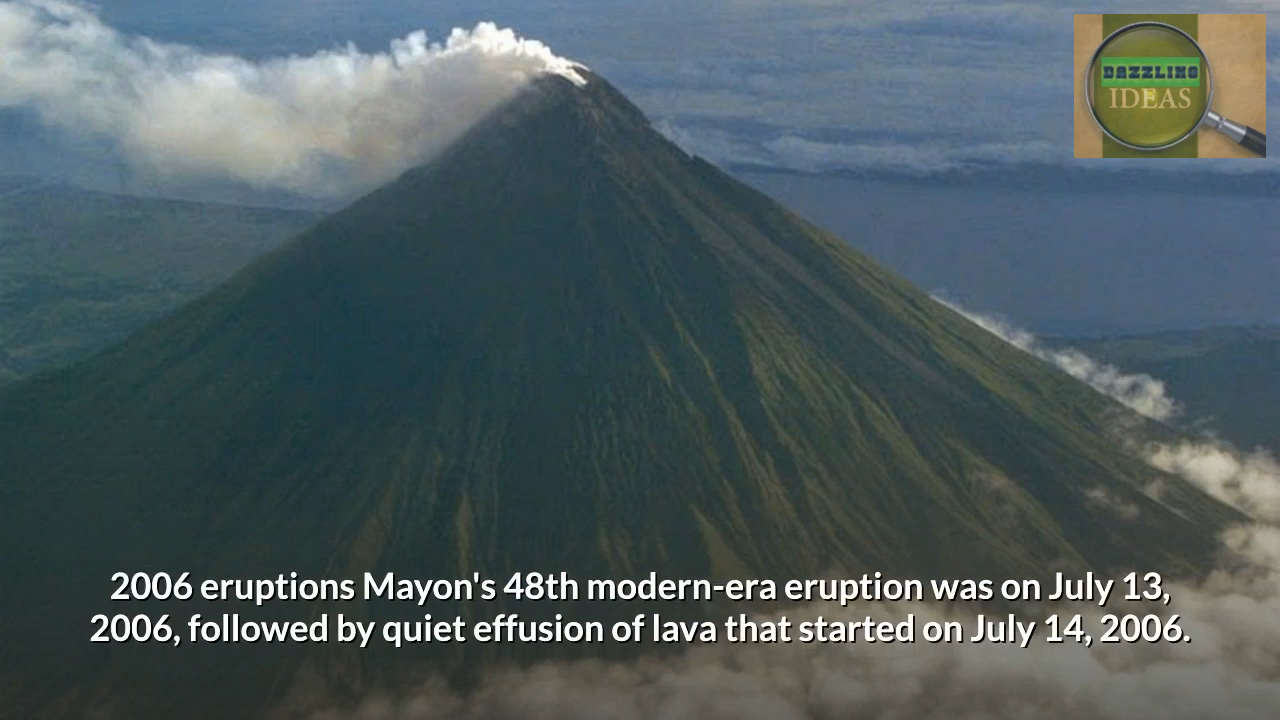 DAZZLING
IDEAS
2006 eruptions Mayon's 48th modern-era eruption was on July 13,
2006, followed by quiet effusion of lava that started on July 14, 2006.